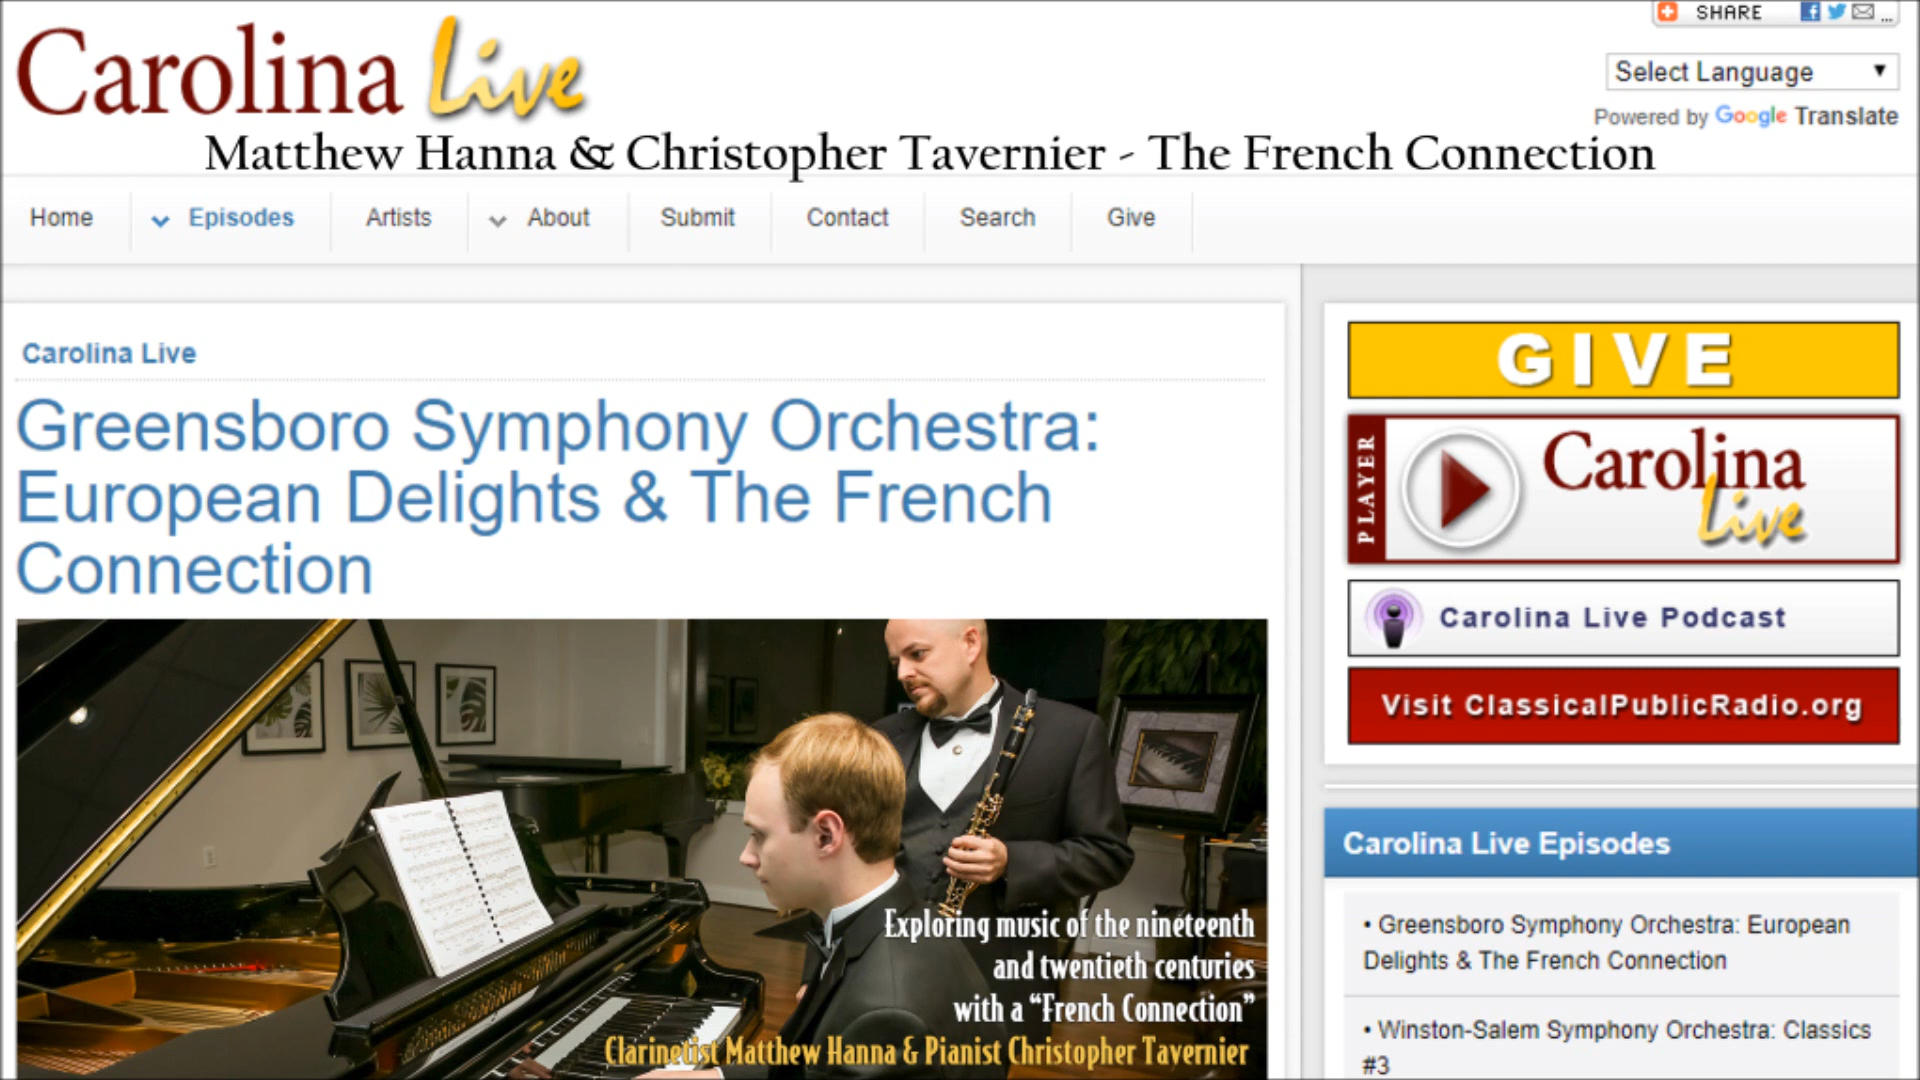 SHARE
...
Carolina Live
Select Language
Powered by Google Translate
Matthew Hanna & Christopher Tavernier - The French Connection
Home
Episodes
Artists
About
Submit
Contact
Search
Give
Carolina Live
Greensboro Symphony Orchestra:
European Delights & The French
Connection
Exploring music of the nineteenth
and twentieth centuries
with a “French Connection”
Clarinetist Matthew Hanna & Pianist Christopher Tavernier
GIVE
PLAYER
Carolina
Live
Carolina Live Podcast
Visit ClassicalPublicRadio.org
Carolina Live Episodes
• Greensboro Symphony Orchestra: European
Delights & The French Connection
• Winston-Salem Symphony Orchestra: Classics
#3